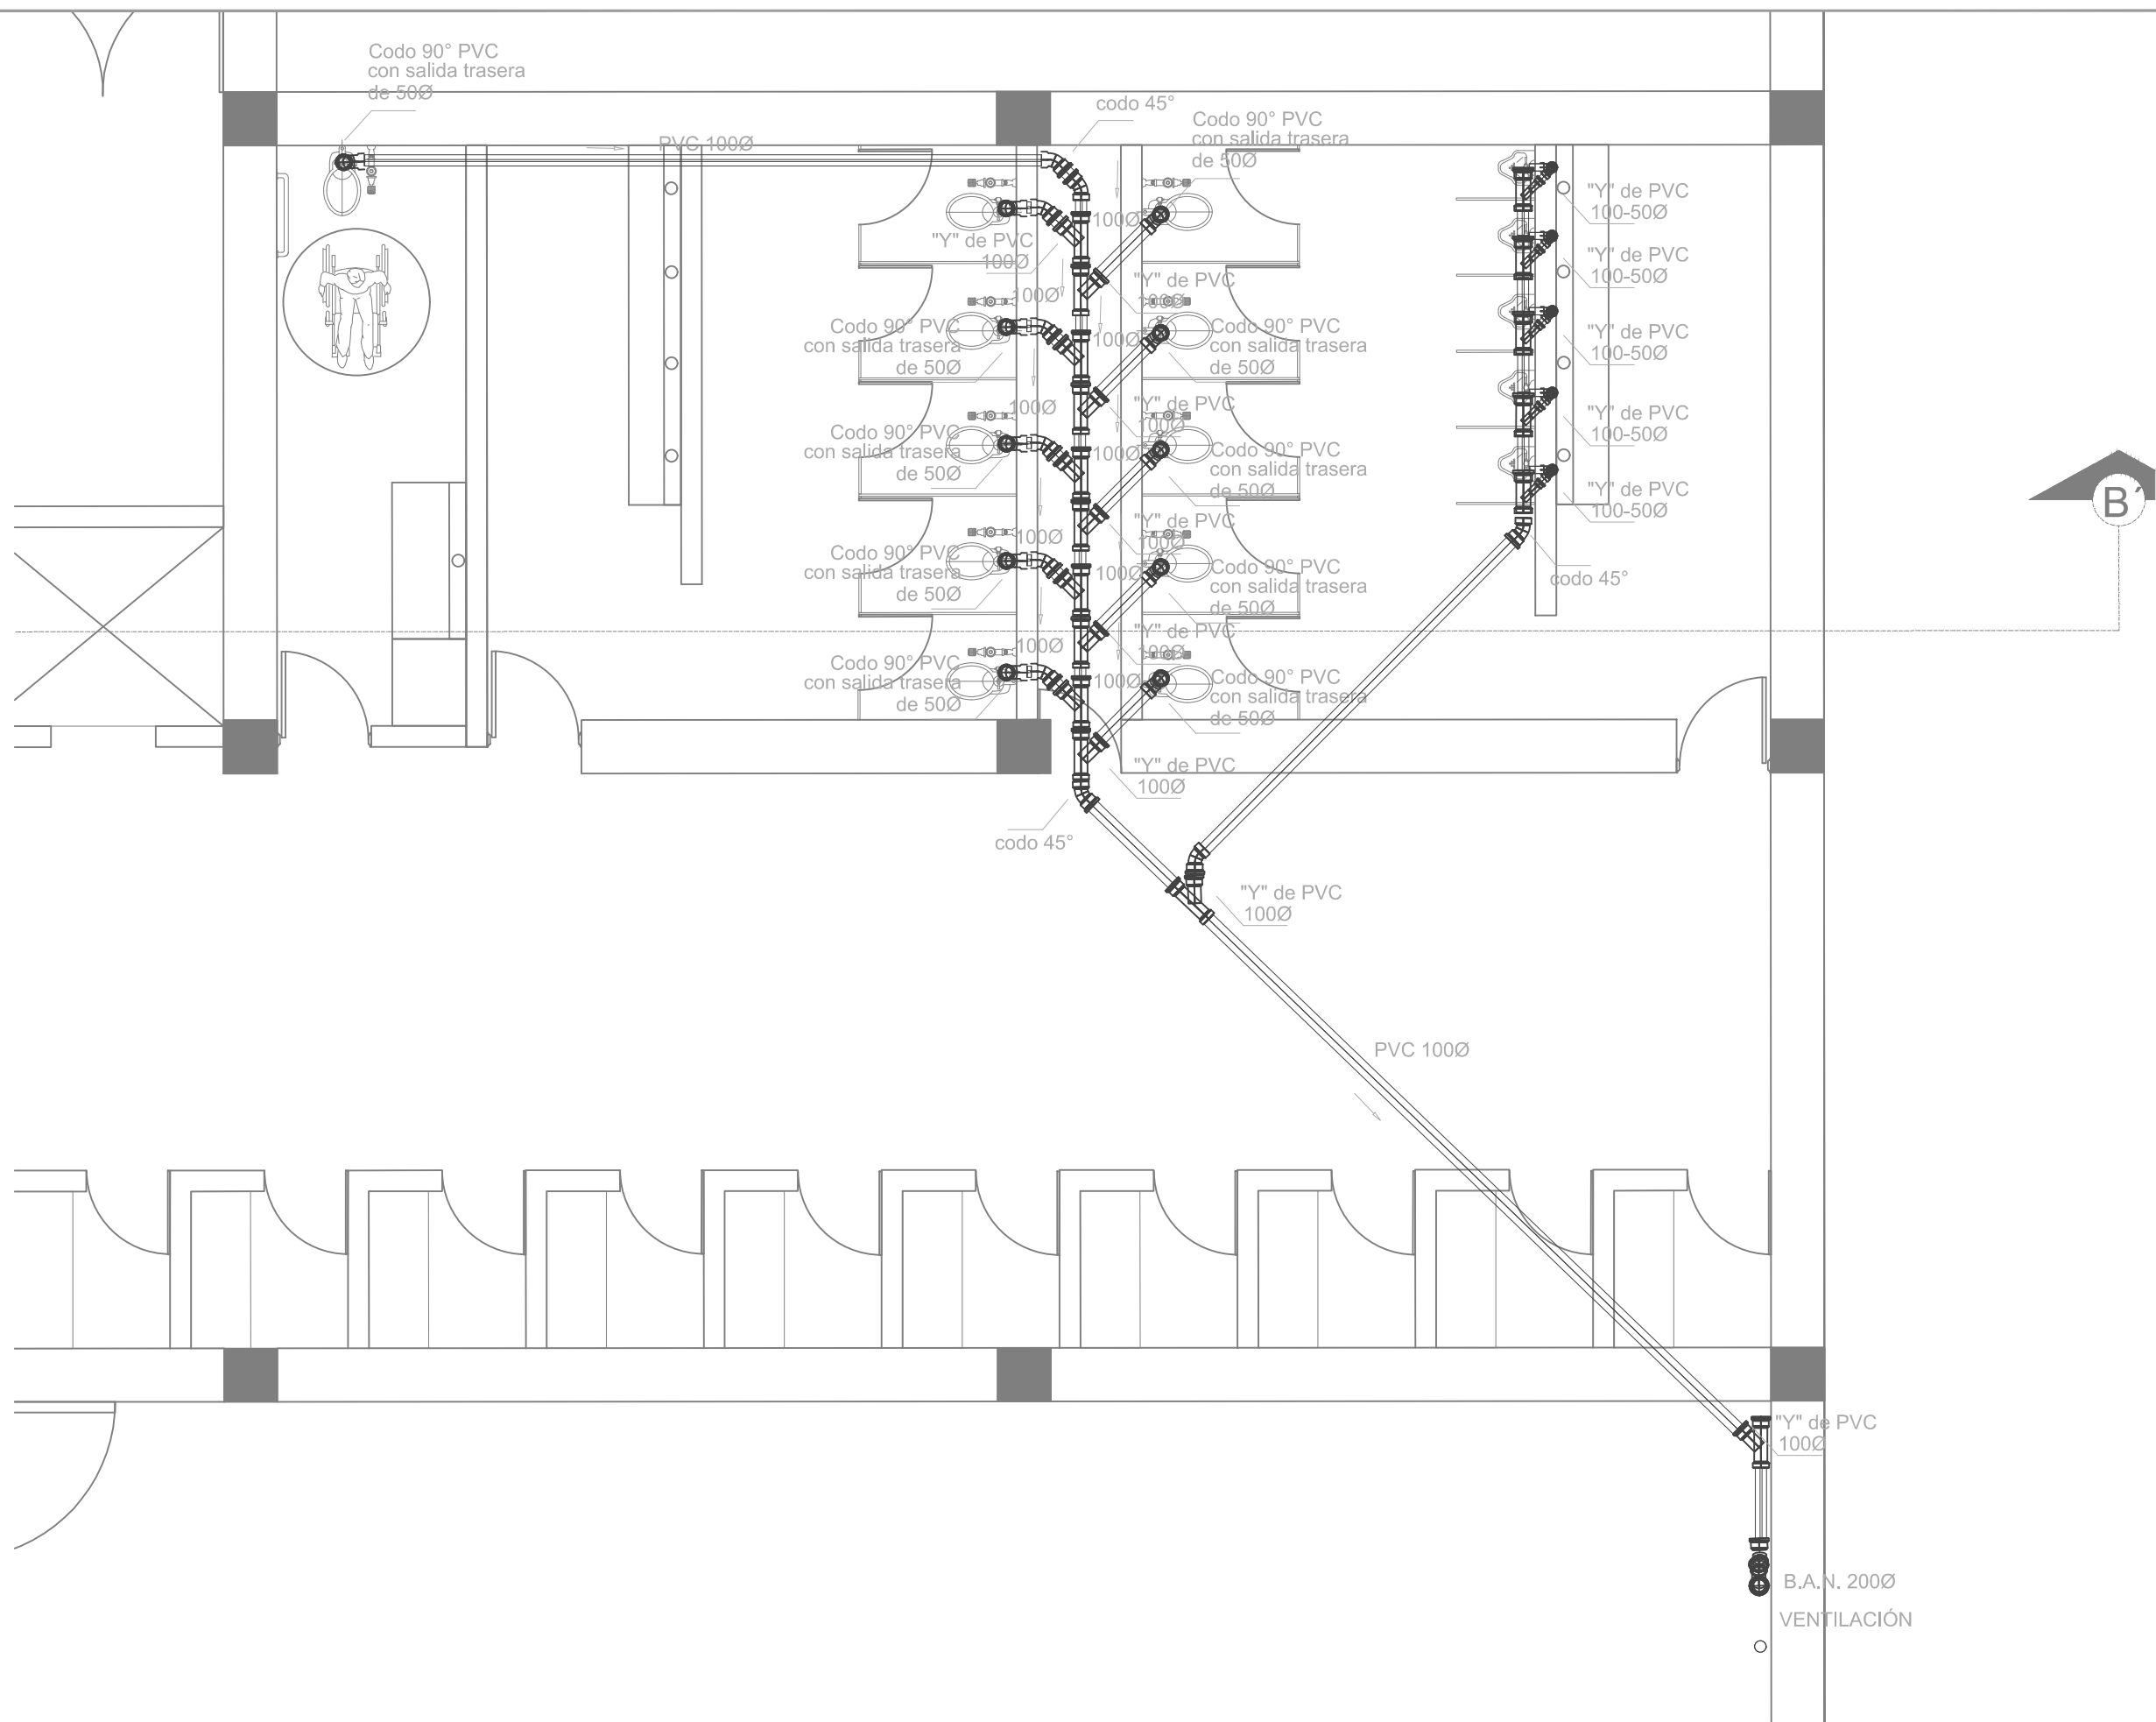 Codo 90° PVC
con salida trasera
de 50Ø
PVC 100Ø
codo 45°
Codo 90° PVC
con salida trasera
de 50Ø
"Y" de PVC
100-50Ø
100Ø
"Y" de PVC
100Ø
"Y" de PVC
100-50Ø
"Y" de PVC
100Ø
100Ø
Codo 90° PVC
con salida trasera
de 50Ø
100Ø
Codo 90° PVC
con salida trasera
de 50Ø
"Y" de PVC
100-50Ø
100Ø
"Y" de PVC
100Ø
"Y" de PVC
100-50Ø
Codo 90° PVC
con salida trasera
de 50Ø
100Ø
Codo 90° PVC
con salida trasera
de 50Ø
"Y" de PVC
100-50Ø
B´
100Ø
"Y" de PVC
100Ø
Codo 90° PVC
con salida trasera
de 50Ø
100Ø
Codo 90° PVC
con salida trasera
de 50Ø
codo 45°
100Ø
"Y" de PVC
100Ø
Codo 90° PVC
con salida trasera
de 50Ø
100Ø
Codo 90° PVC
con salida trasera
de 50Ø
"Y" de PVC
100Ø
codo 45°
"Y" de PVC
100Ø
PVC 100Ø
"Y" de PVC
100Ø
B.A.N. 200Ø
VENTILACIÓN